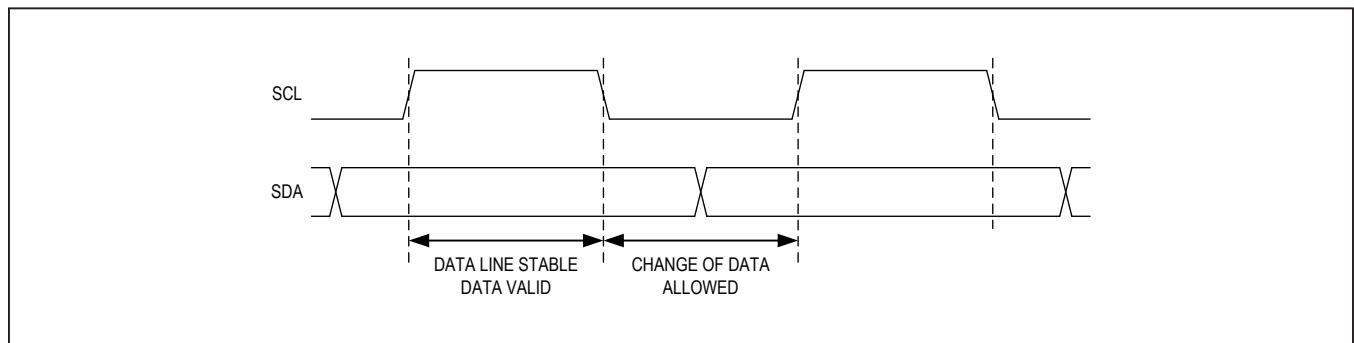 SCL
SDA
DATA LINE STABLE
DATA VALID
CHANGE OF DATA
ALLOWED